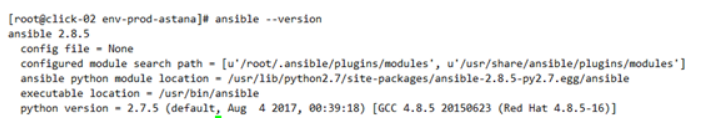 [root@click-02 env-prod-astana]# ansible --version
ansible 2.8.5
  config file = None
  configured module search path = [u'/root/.ansible/plugins/modules', u'/usr/share/ansible/plugins/modules']
  ansible python module location = /usr/lib/python2.7/site-packages/ansible-2.8.5-py2.7.egg/ansible
  executable location = /usr/bin/ansible
  python version = 2.7.5 (default, Aug  4 2017, 00:39:18) [GCC 4.8.5 20150623 (Red Hat 4.8.5-16)]